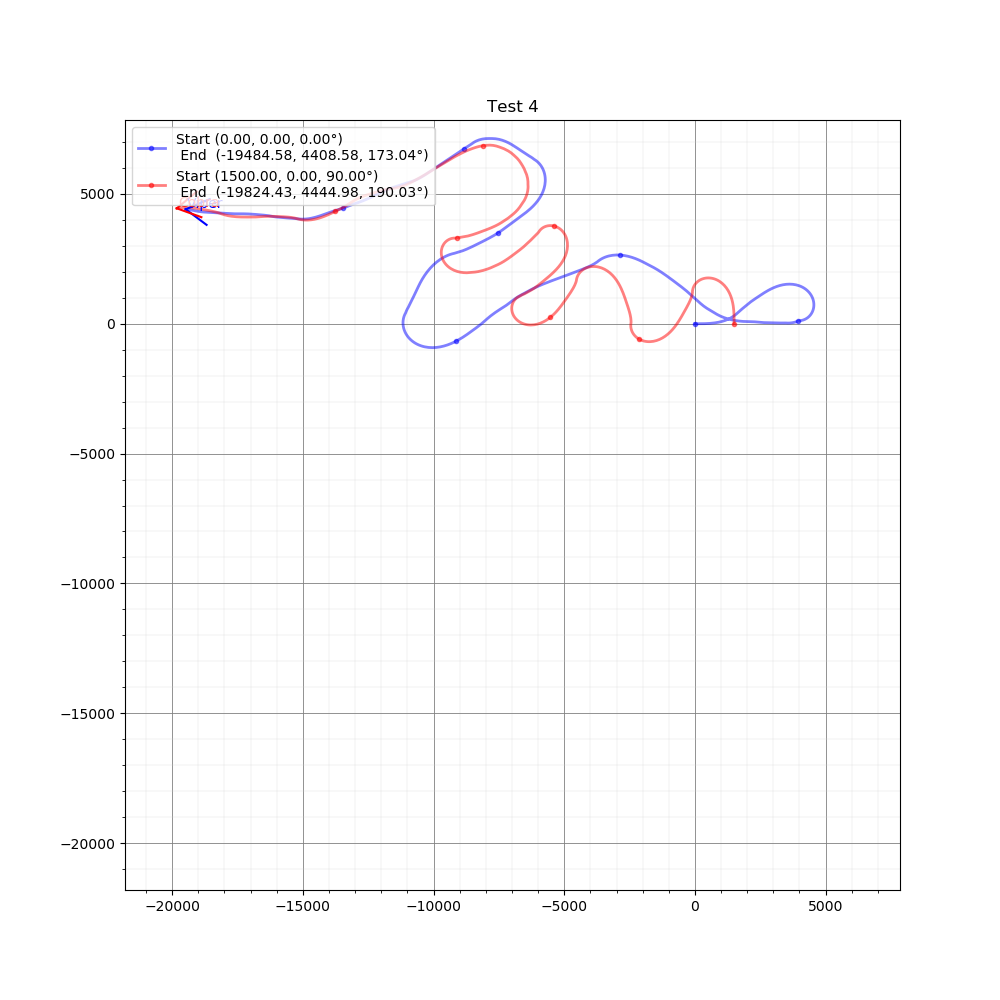 Test 4
Start (0.00, 0.00, 0.00°)
End (-19484.58, 4408.58, 173.04°)
Start (1500.00, 0.00, 90.00°)
End (-19824.43, 4444.98, 190.03°)
5000
0
−5000
−10000
−15000
−20000
−20000 −15000 −10000 −5000 0 5000